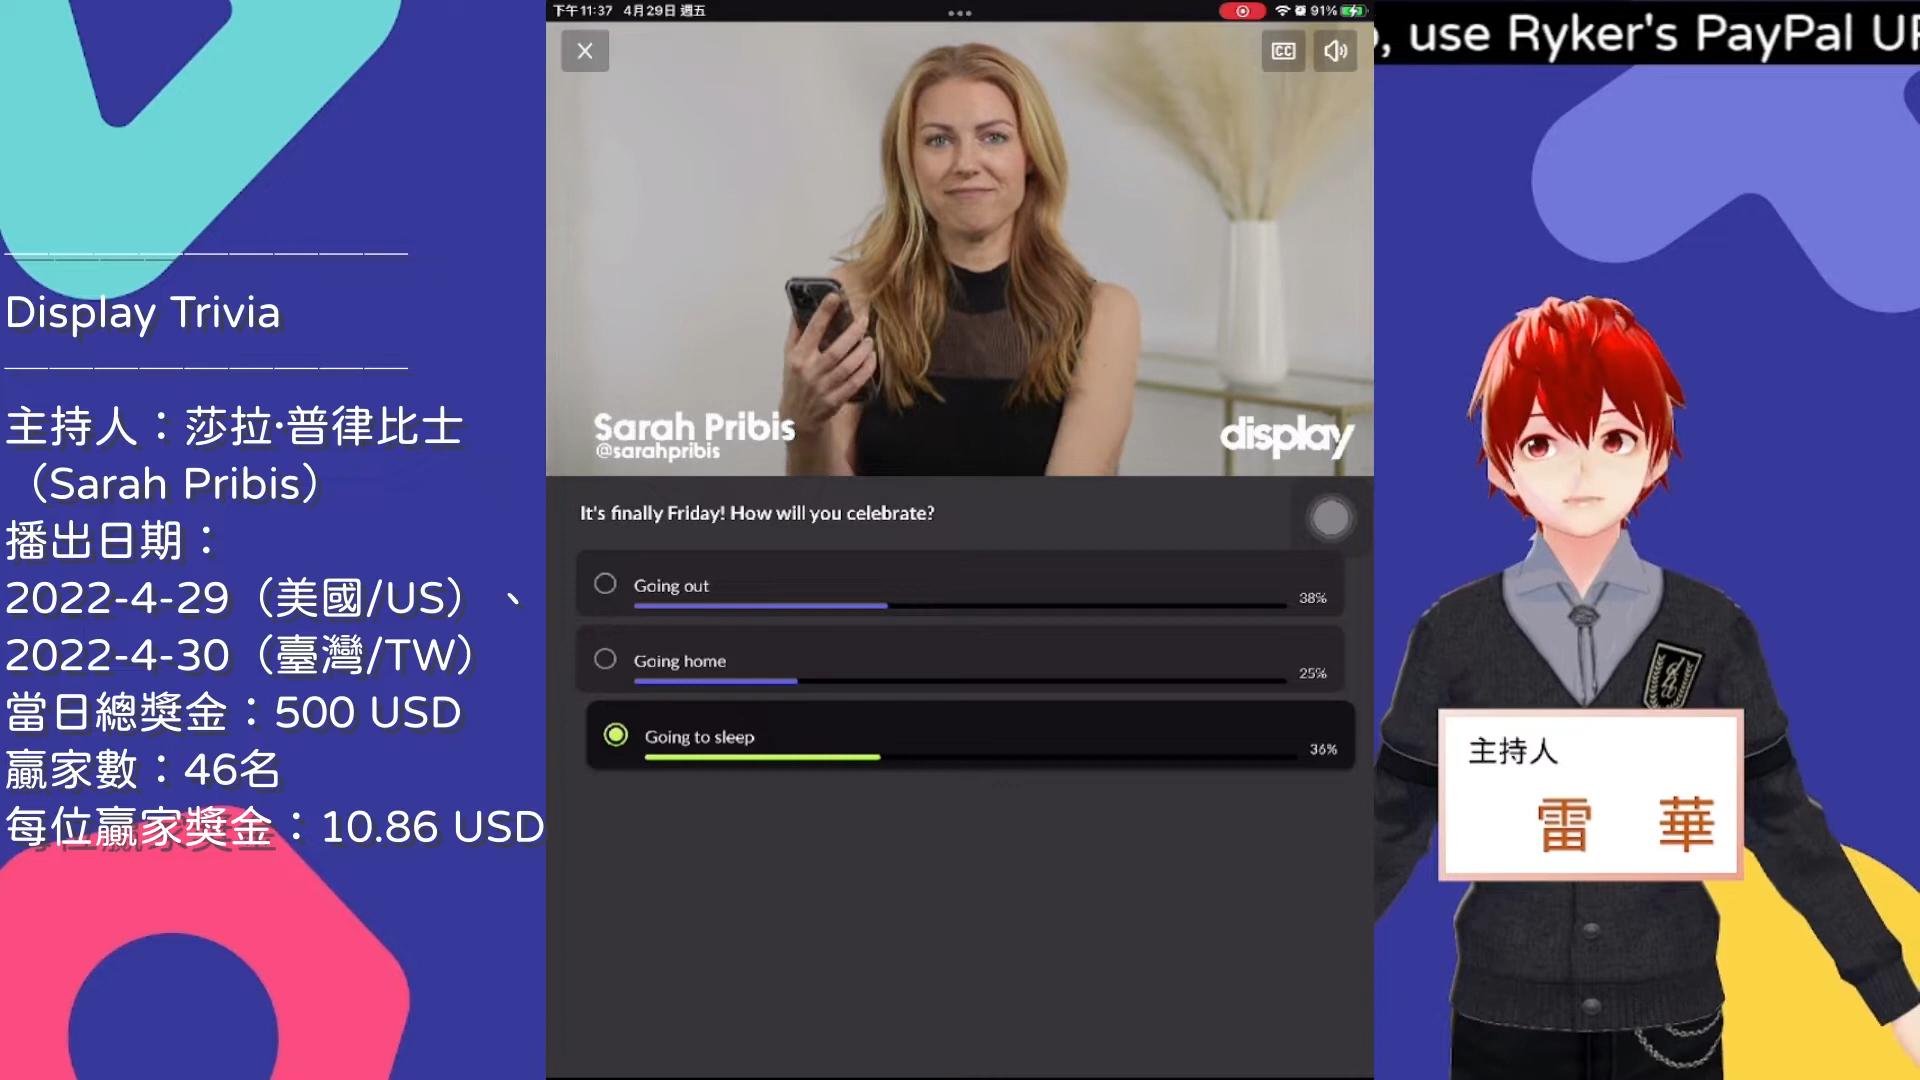 下午11:37 4月29日 週五
91%
, use Ryker's PayPal
CC
Display Trivia
主持人：莎拉·普律比士
（Sarah Pribis）
播出日期：
2022-4-29（美國/US）、
2022-4-30（臺灣/TW）
當日總獎金：500 USD
贏家數：46名
每位贏家獎金：10.86 USD
Sarah Pribis
@sarahpribis
display
It's finally Friday! How will you celebrate?
Going out
38%
Going home
25%
Going to sleep
36%
主持人
雷 華